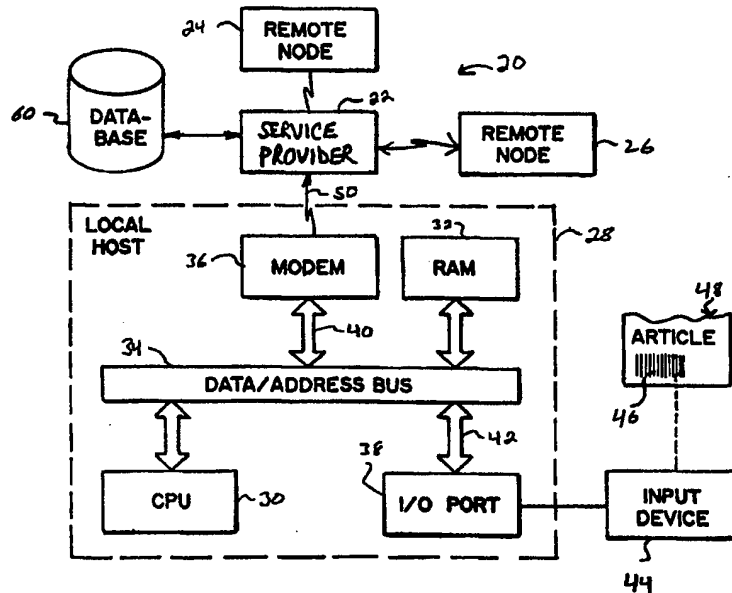 24
REMOTE
NODE
20
60
DATA-
BASE
22
SERVICE
PROVIDER
REMOTE
NODE
26
50
LOCAL
HOST
28
36
MODEM
32
RAM
40
48
ARTICLE
46
34
DATA/ADDRESS BUS
42
38
CPU
30
I/O PORT
INPUT
DEVICE
44